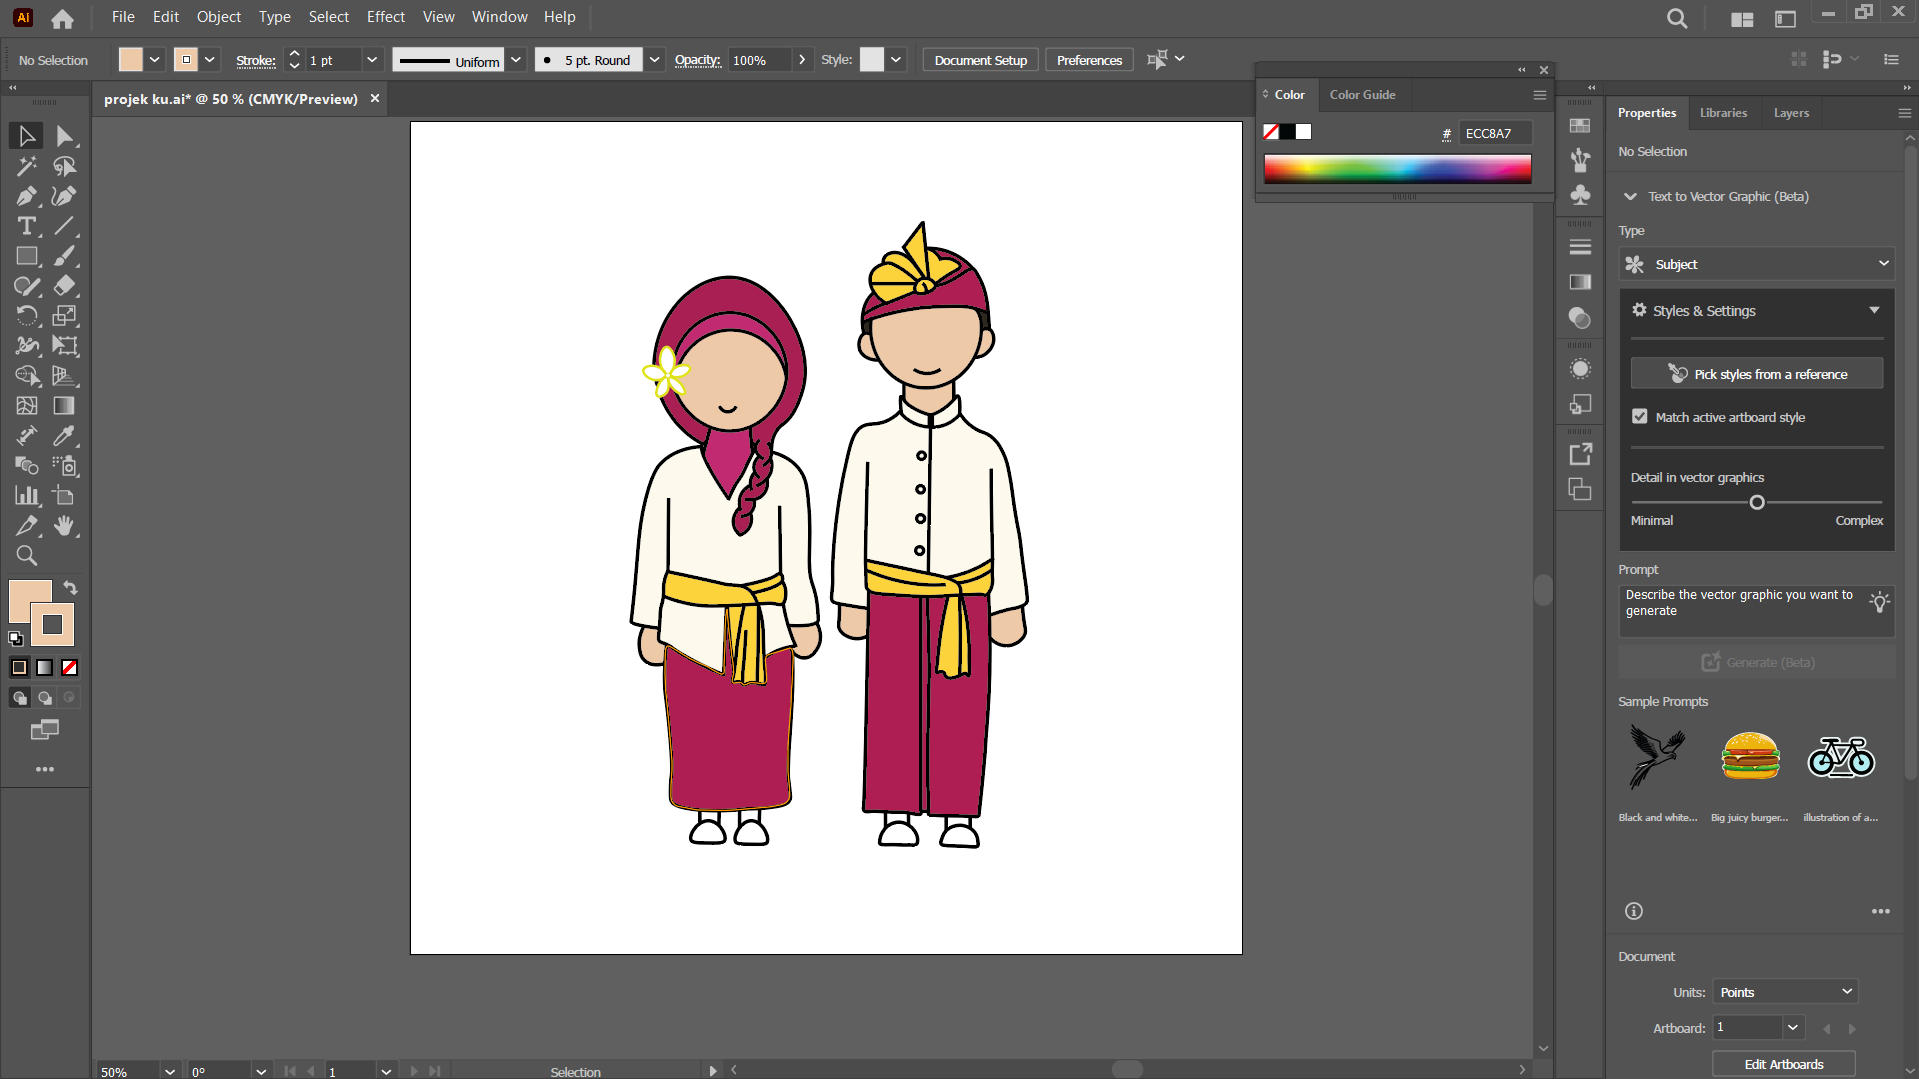 Ai File Edit Object Type Select Effect View Window Help
No Selection Stroke: 1 pt Uniform 5 pt. Round Opacity: 100% Style: Document Setup Preferences
projek ku.ai* @ 50 % (CMYK/Preview)
Color Color Guide
# ECC8A7
Properties Libraries Layers
No Selection
Text to Vector Graphic (Beta)
Type
Subject
Styles & Settings
Pick styles from a reference
Match active artboard style
Detail in vector graphics
Minimal Complex
Prompt
Describe the vector graphic you want to
generate
Generate (Beta)
Sample Prompts
Black and white... Big juicy burger... illustration of a...
Document
Units: Points
Artboard: 1
Edit Artboards
50% 0° 1 Selection